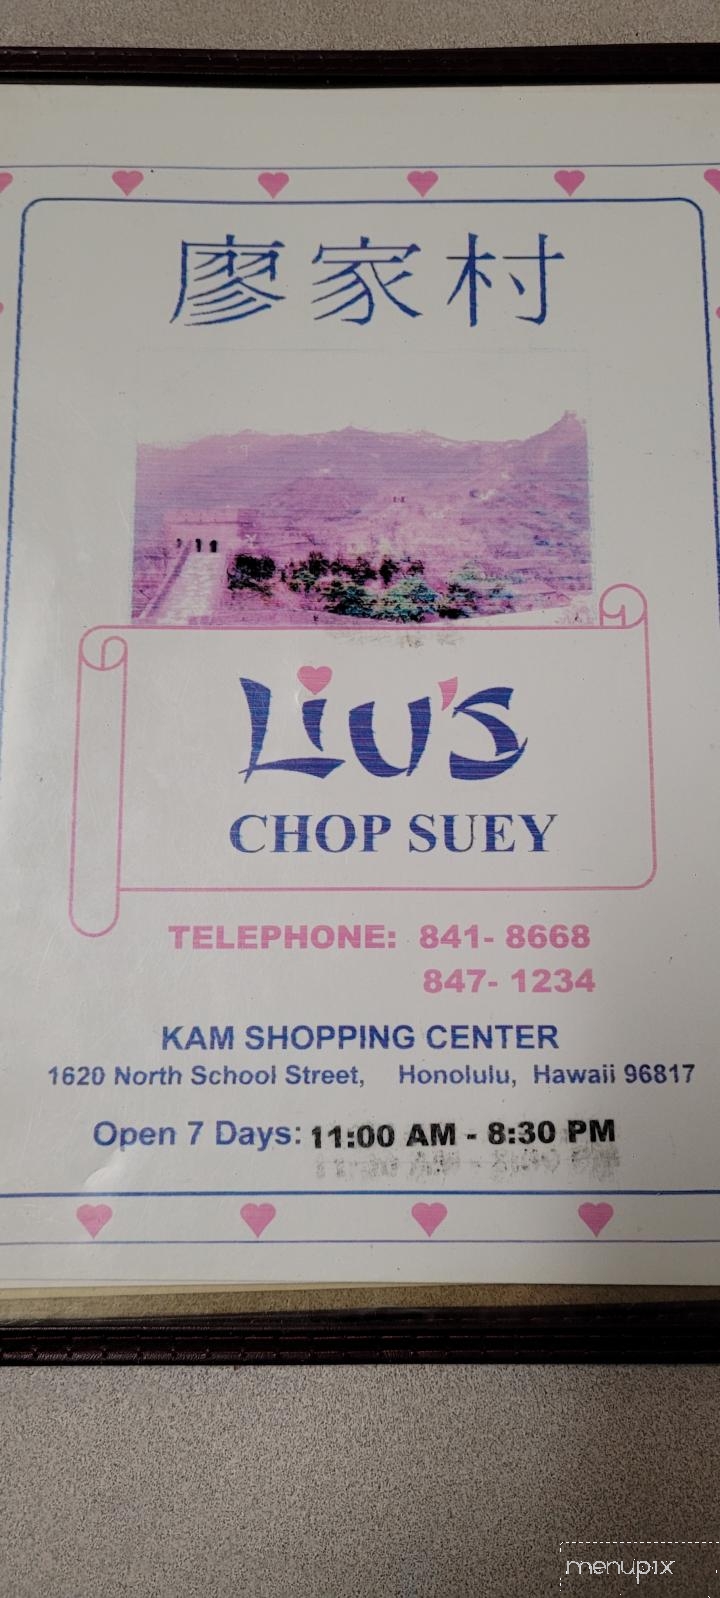 廖家村
Liu's
CHOP SUEY
TELEPHONE: 841- 8668
847- 1234
KAM SHOPPING CENTER
1620 North School Street, Honolulu, Hawaii 96817
Open 7 Days: 11:00 AM - 8:30 PM
menupix